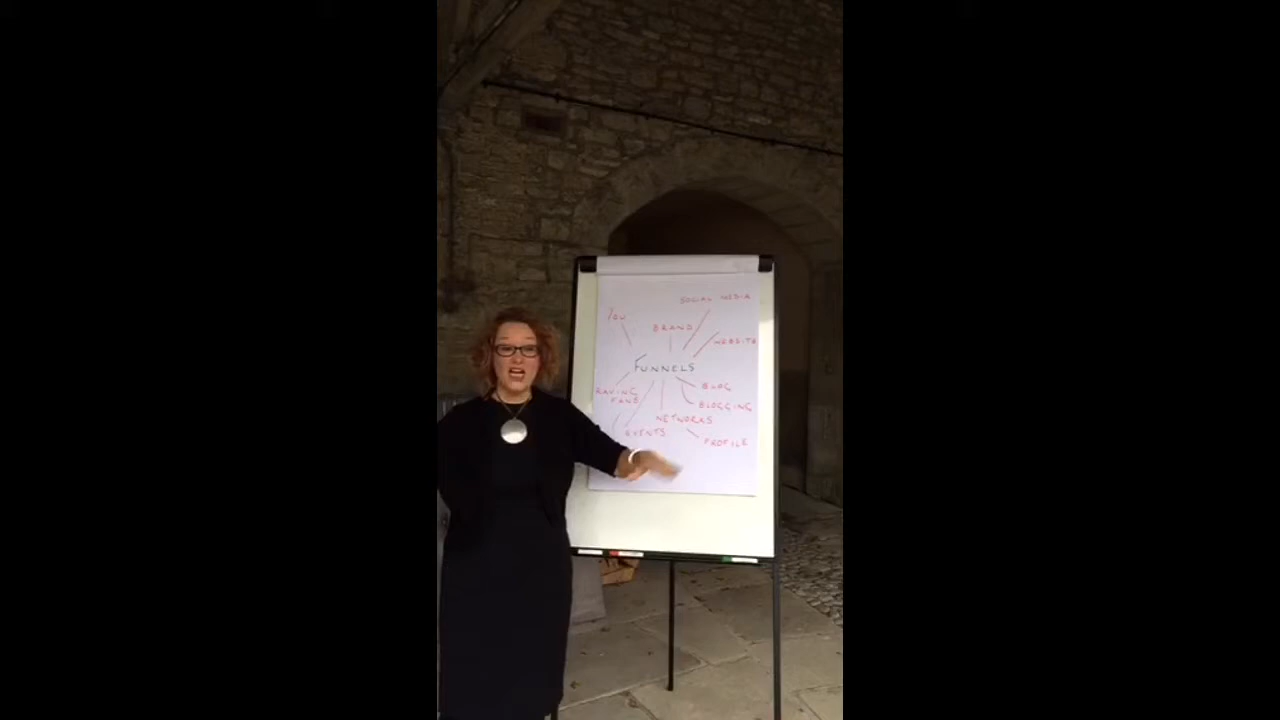 SOCIAL MEDIA
YOU
BRAND
WEBSITE
FUNNELS
BLOG
RAVING
FANS
BLOGGING
NETWORKS
EVENTS
PROFILE